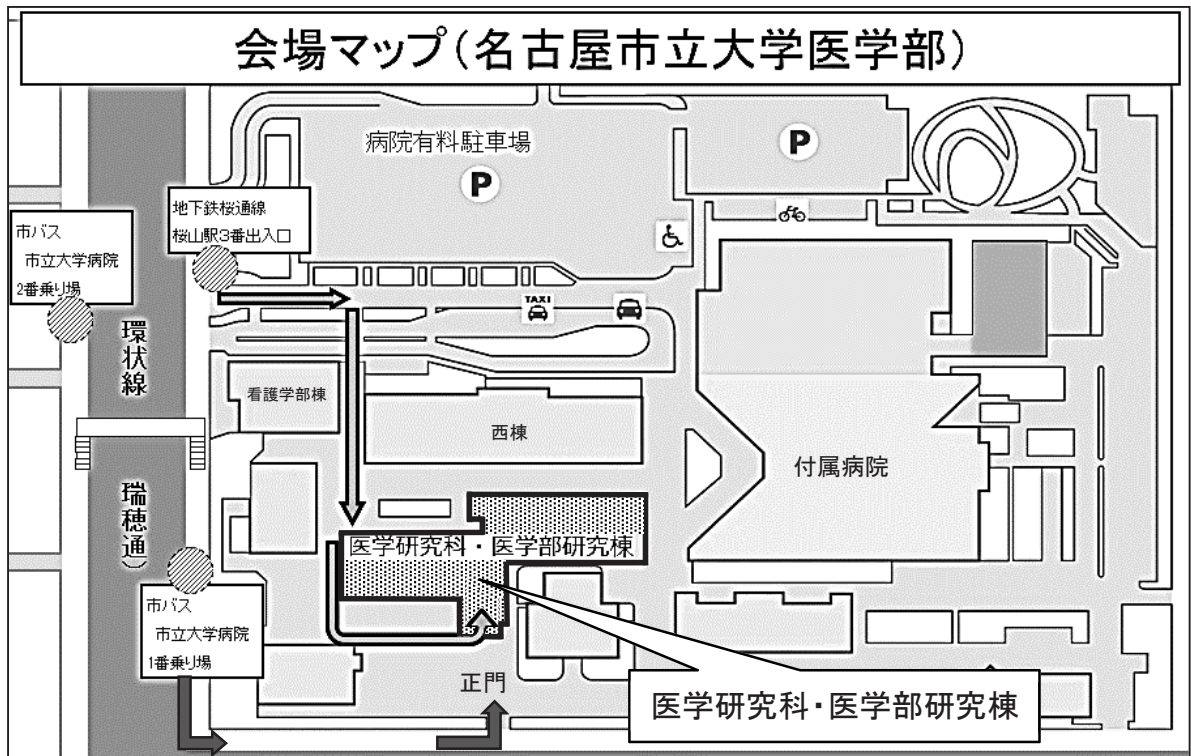 会場マップ(名古屋市立大学医学部)
病院有料駐車場
P
P
地下鉄桜通線
桜山駅3番出入口
市バス
市立大学病院
2番乗り場
TAXI
環状線
看護学部棟
西棟
付属病院
(瑞穂通)
医学研究科・医学部研究棟
市バス
市立大学病院
1番乗り場
正門
医学研究科・医学部研究棟